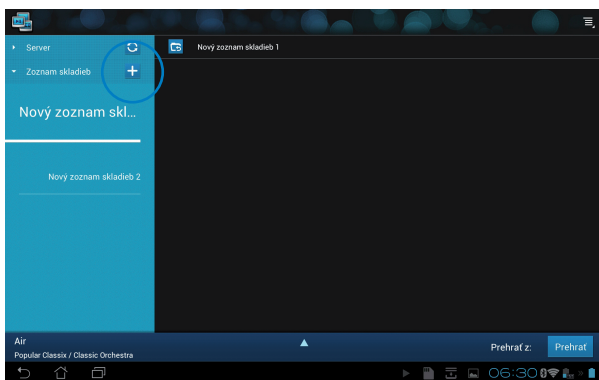 Server
Nový zoznam skladieb 1
Zoznam skladieb
Nový zoznam skl...
Nový zoznam skladieb 2
Air
Popular Classix / Classic Orchestra
Prehrať z:
Prehrať
06:30